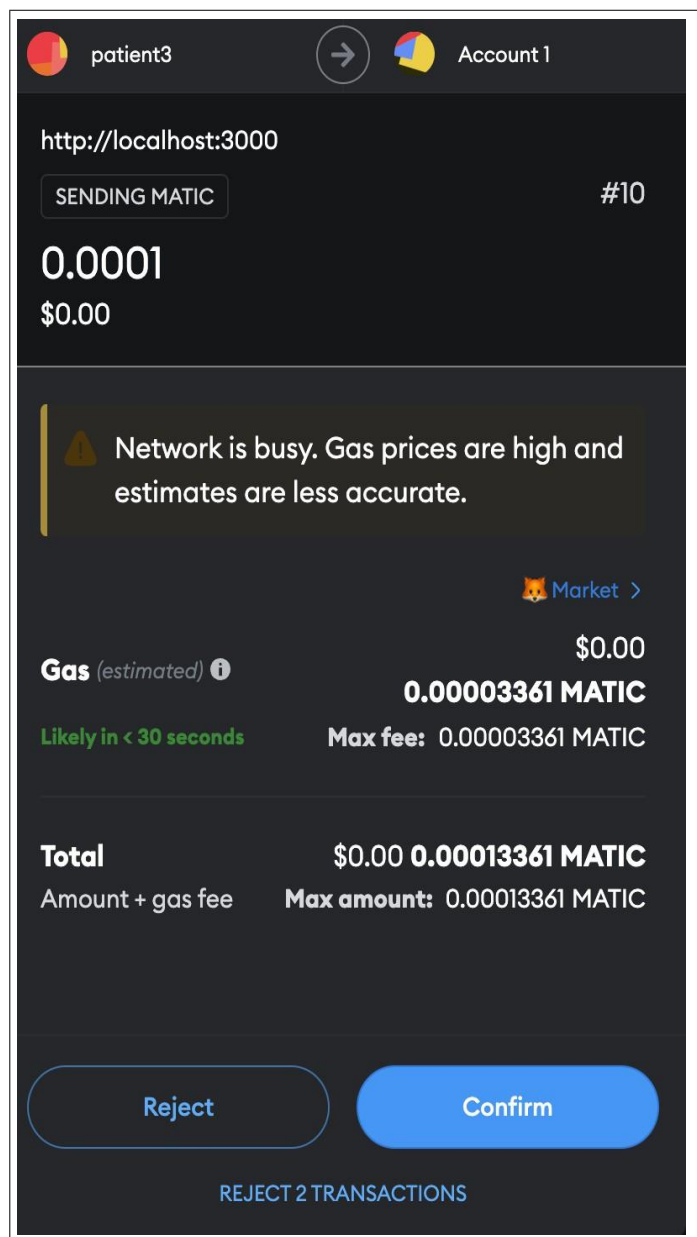 patient3
Account 1
http://localhost:3000
SENDING MATIC
#10
0.0001
$0.00
Network is busy. Gas prices are high and
estimates are less accurate.
Market >
$0.00
Gas (estimated)
0.00003361 MATIC
Likely in < 30 seconds Max fee: 0.00003361 MATIC
Total $0.00 0.00013361 MATIC
Amount + gas fee Max amount: 0.00013361 MATIC
Reject
Confirm
REJECT 2 TRANSACTIONS